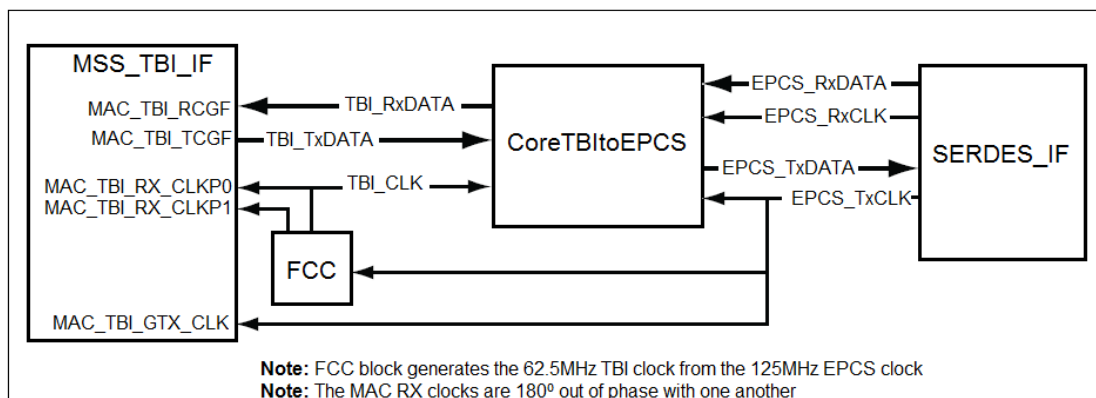 MSS_TBI_IF
MAC_TBI_RCGF
MAC_TBI_TCGF
MAC_TBI_RX_CLKP0
MAC_TBI_RX_CLKP1
MAC_TBI_GTX_CLK
TBI_RxDATA
TBI_TxDATA
TBI_CLK
FCC
CoreTBItoEPCS
EPCS_RxDATA
EPCS_RxCLK
EPCS_TxDATA
EPCS_TxCLK
SERDES_IF
Note: FCC block generates the 62.5MHz TBI clock from the 125MHz EPCS clock
Note: The MAC RX clocks are 180º out of phase with one another